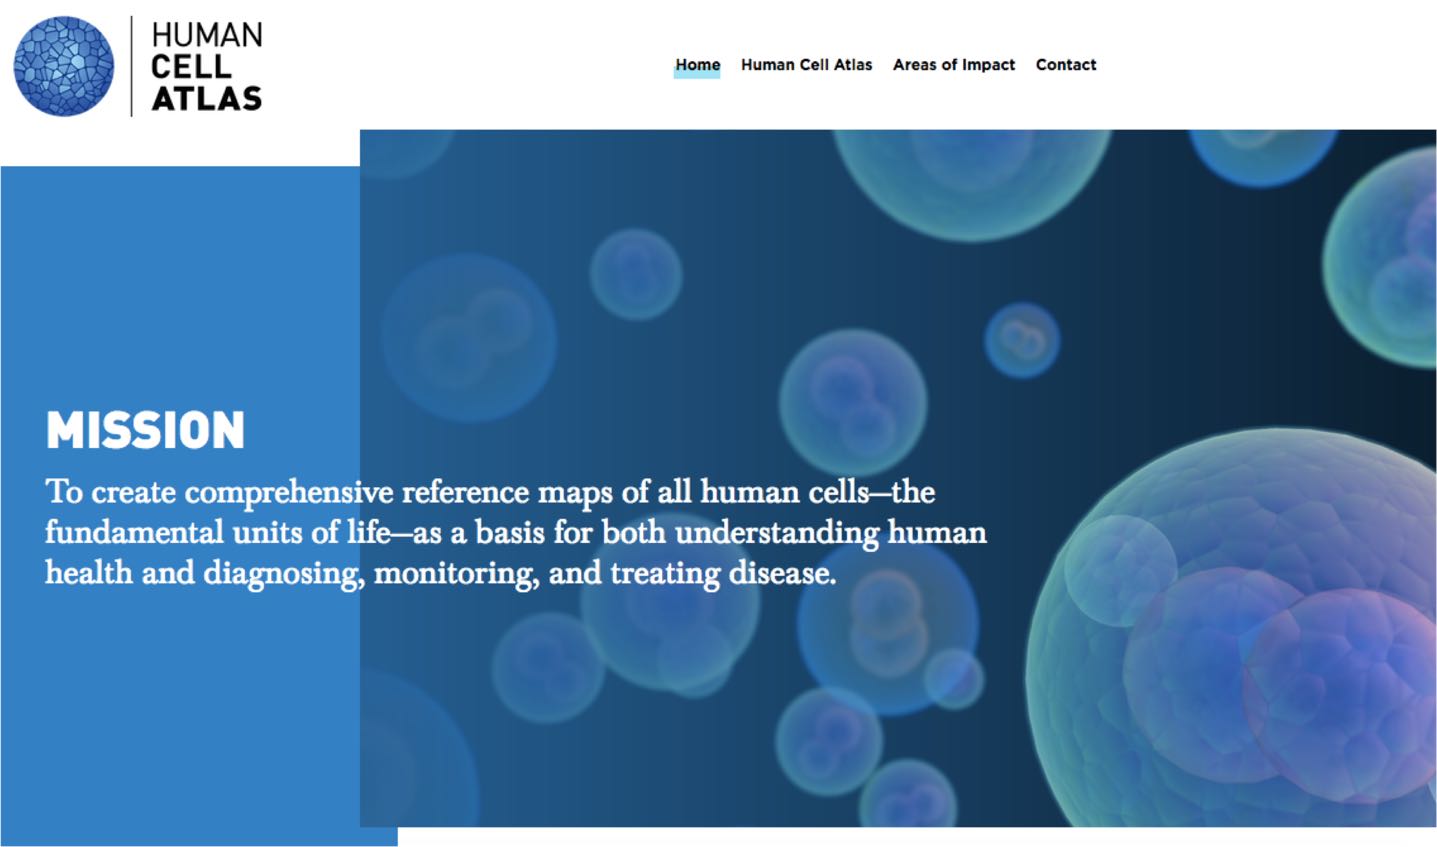 HUMAN
CELL
ATLAS
Home Human Cell Atlas Areas of Impact Contact
MISSION
To create comprehensive reference maps of all human cells—the
fundamental units of life—as a basis for both understanding human
health and diagnosing, monitoring, and treating disease.